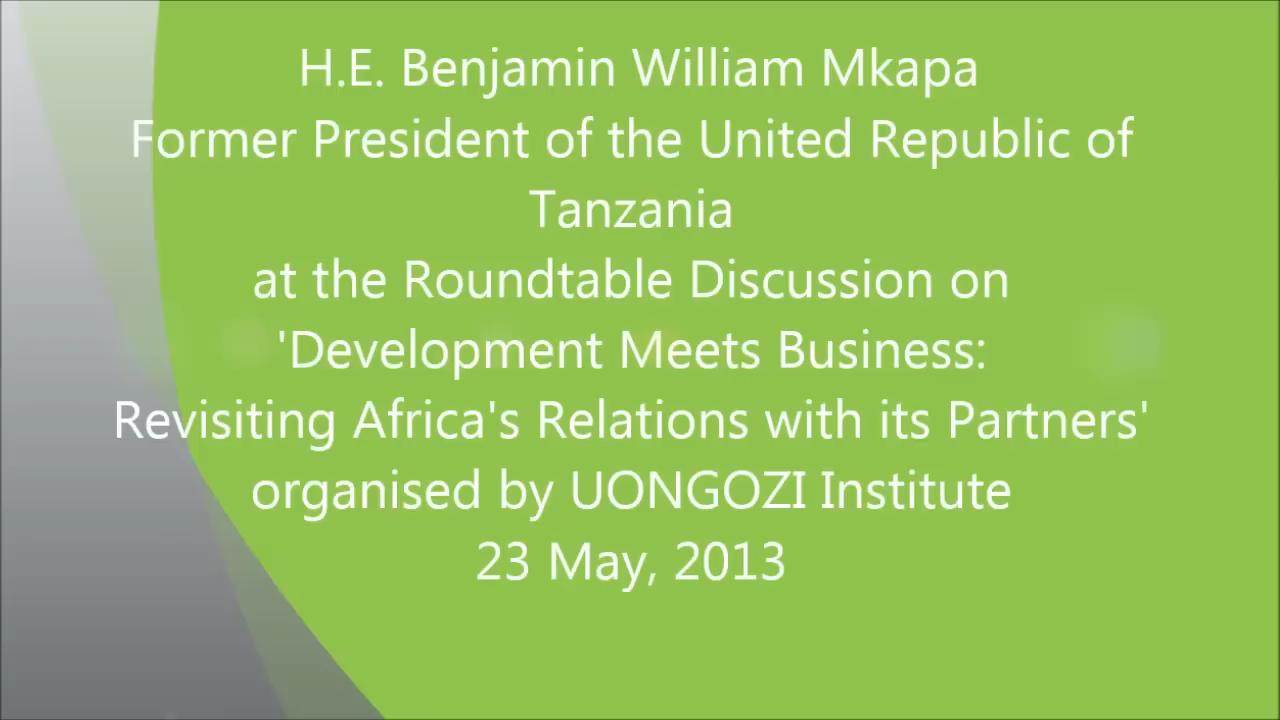 H.E. Benjamin William Mkapa
Former President of the United Republic of
Tanzania
at the Roundtable Discussion on
'Development Meets Business:
Revisiting Africa's Relations with its Partners'
organised by UONGOZI Institute
23 May, 2013